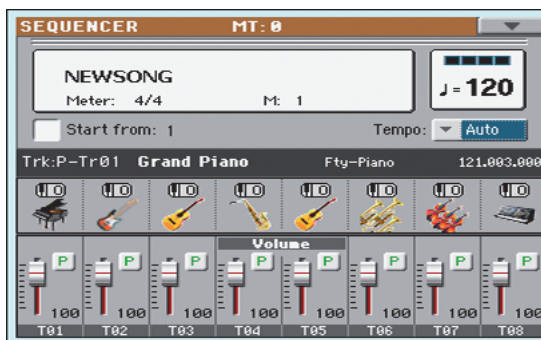 SEQUENCER MT: 0
NEWSONG
Meter: 4/4 M: 1
♩=120
Start from: 1 Tempo: Auto
Trk:P-Tr01 Grand Piano Fty-Piano 121.003.000
Volume
P P P P P P P P
100 100 100 100 100 100 100 100
T01 T02 T03 T04 T05 T06 T07 T08